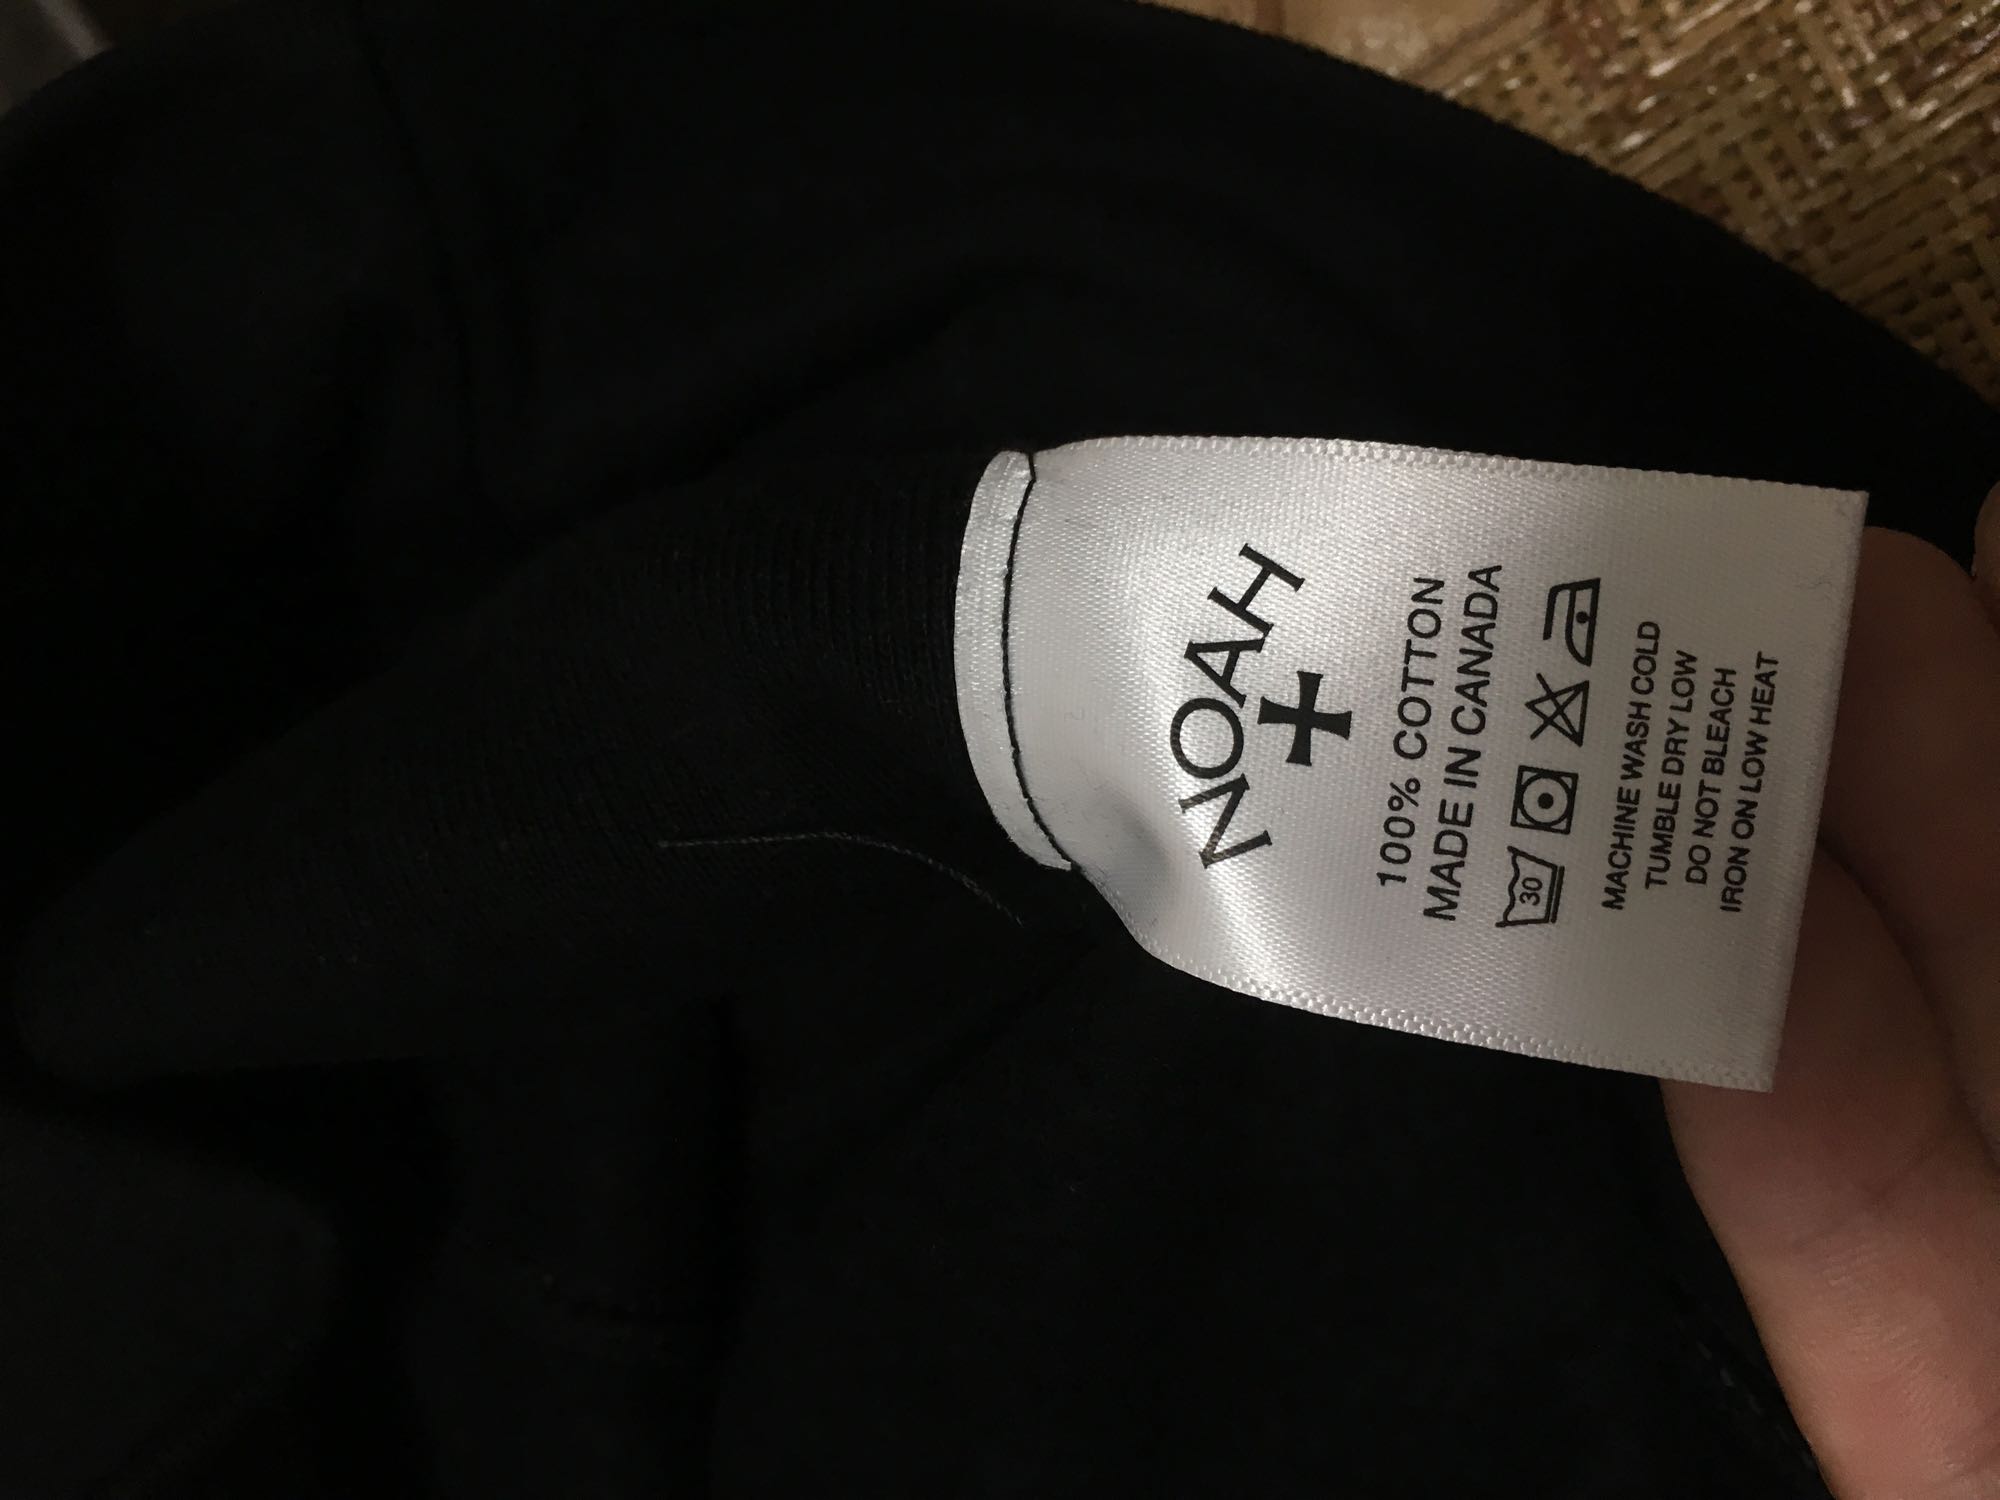 NOAH
100% COTTON
MADE IN CANADA
30
MACHINE WASH COLD
TUMBLE DRY LOW
DO NOT BLEACH
IRON ON LOW HEAT